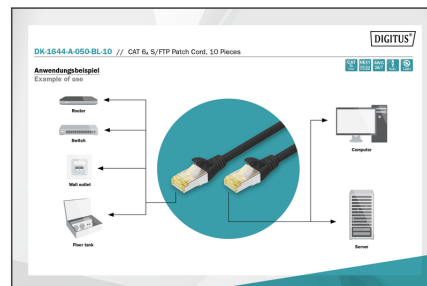 DIGITUS®
DK-1644-A-050-BL-10 // CAT 6A S/FTP Patch Cord, 10 Pieces
Anwendungsbeispiel
Example of use
Router
Switch
Wall outlet
Floor tank
Computer
Server